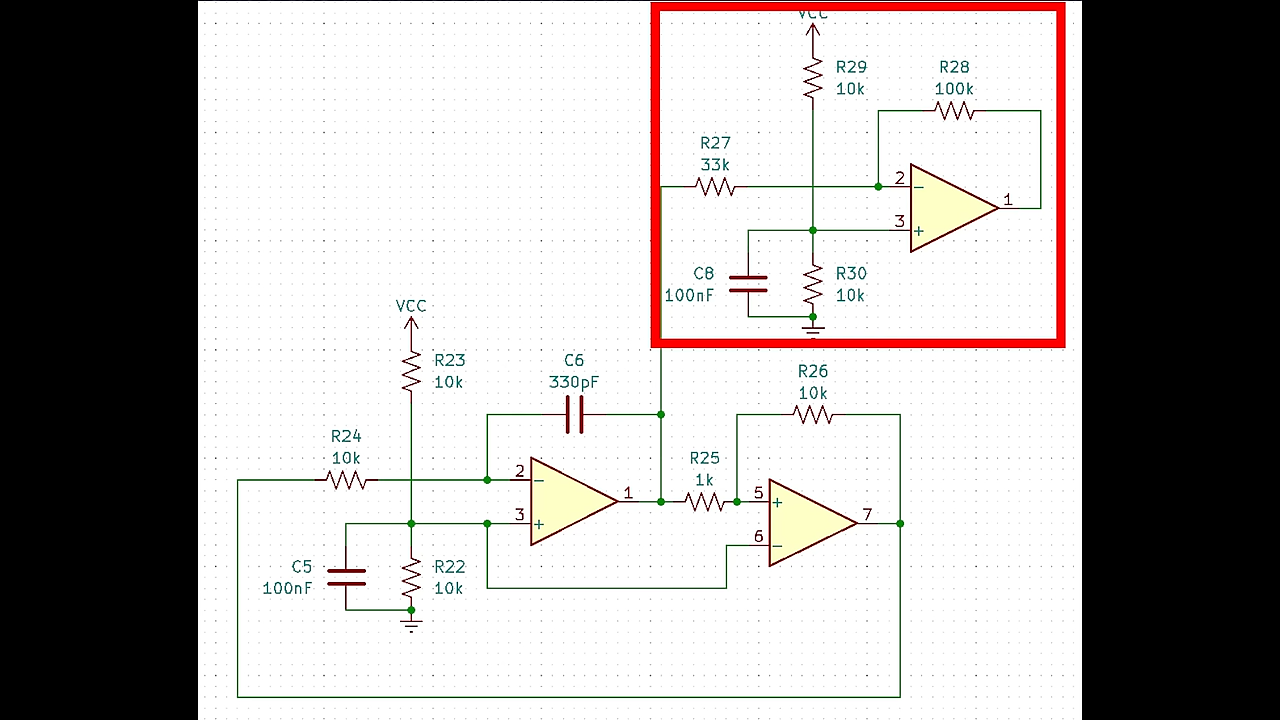 VCC
R29
10k
R28
100k
R27
33k
2
−
1
3
+
C8
100nF
R30
10k
VCC
R23
10k
C6
330pF
R26
10k
R24
10k
R25
1k
2
−
1
3
+
5
+
7
6
−
C5
100nF
R22
10k